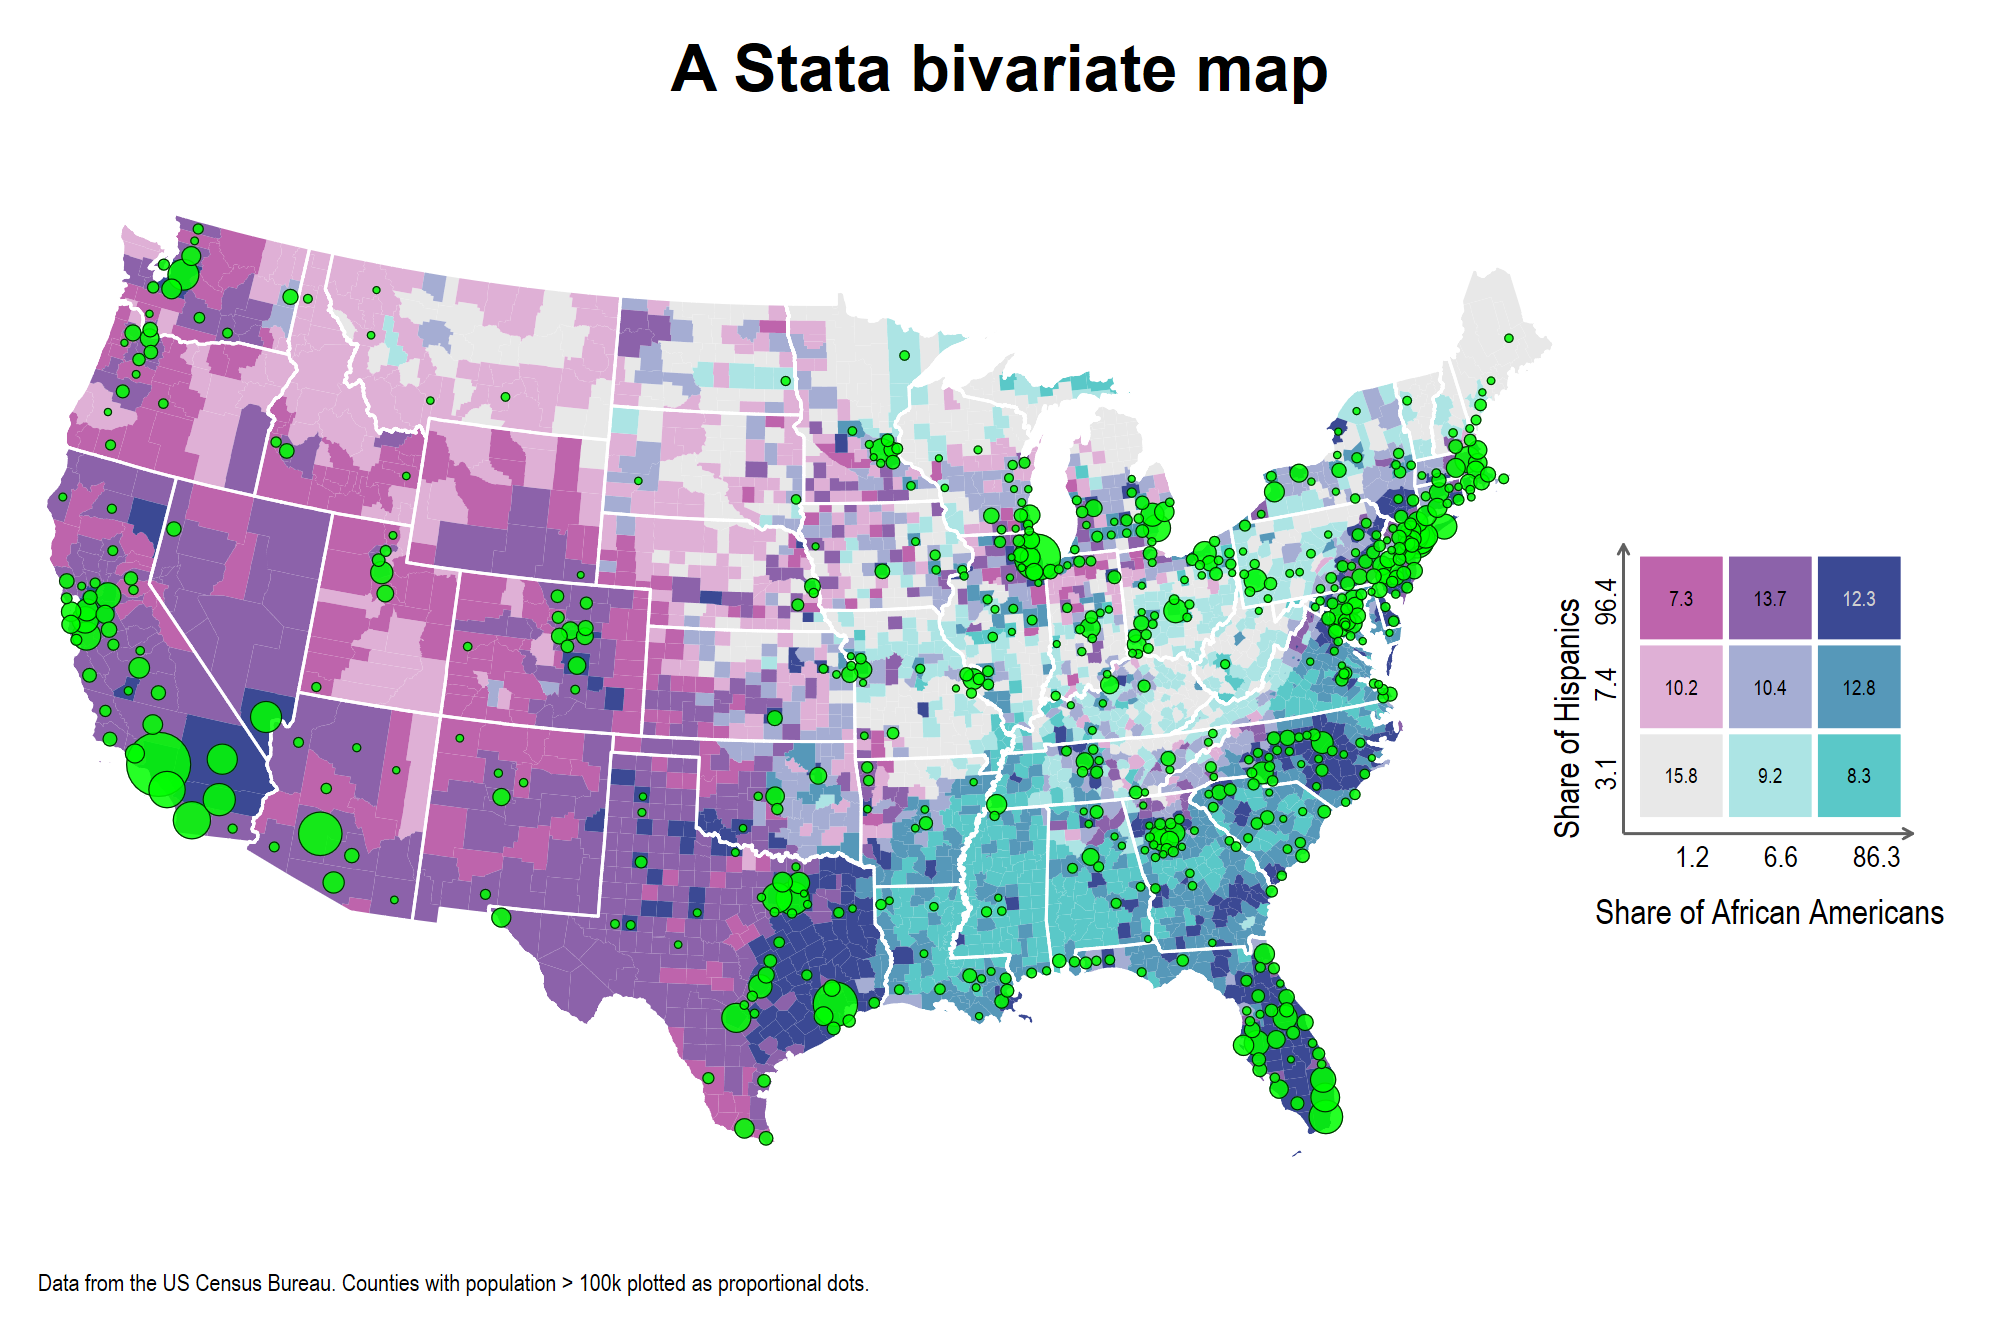 A Stata bivariate map
Share of Hispanics
96.4
7.4
3.1
7.3 13.7 12.3
10.2 10.4 12.8
15.8 9.2 8.3
1.2 6.6 86.3
Share of African Americans
Data from the US Census Bureau. Counties with population > 100k plotted as proportional dots.